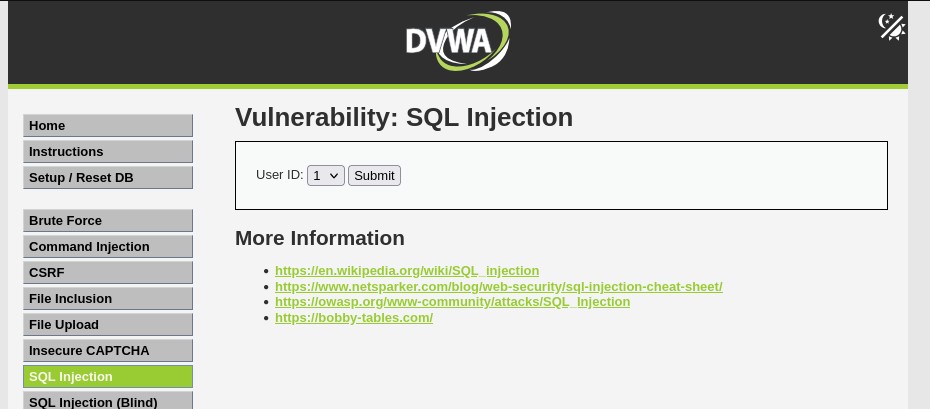 DVWA
Home
Instructions
Setup / Reset DB
Brute Force
Command Injection
CSRF
File Inclusion
File Upload
Insecure CAPTCHA
SQL Injection
SQL Injection (Blind)
Vulnerability: SQL Injection
User ID: 1 Submit
More Information
https://en.wikipedia.org/wiki/SQL_injection
https://www.netsparker.com/blog/web-security/sql-injection-cheat-sheet/
https://owasp.org/www-community/attacks/SQL_Injection
https://bobby-tables.com/